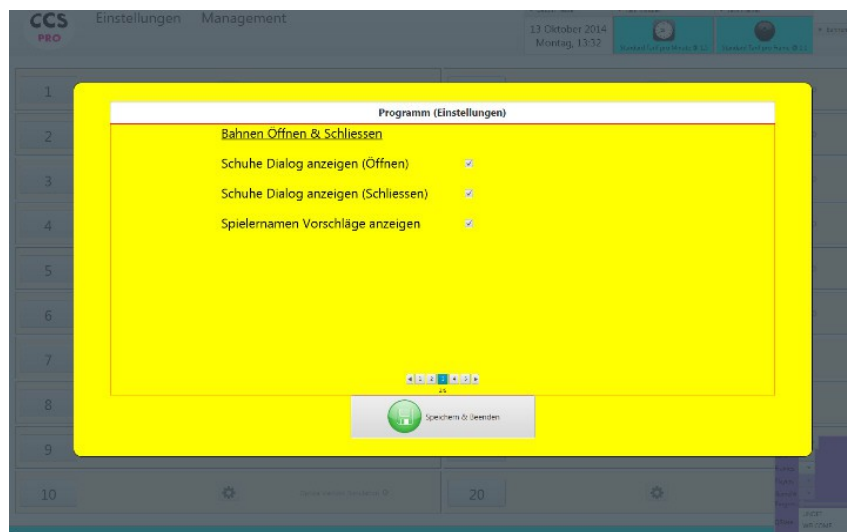 CCS
PRO
Einstellungen Management
13 Oktober 2014
Montag, 13:32
1
2
3
4
5
6
7
8
9
10
20
Programm (Einstellungen)
Bahnen Öffnen & Schliessen
Schuhe Dialog anzeigen (Öffnen)
Schuhe Dialog anzeigen (Schliessen)
Spielernamen Vorschläge anzeigen
1 2 3 4 5
Speichern & Beenden